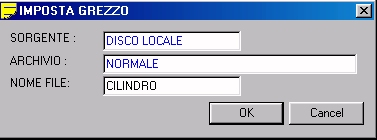 IMPOSTA GREZZO
SORGENTE : DISCO LOCALE
ARCHIVIO : NORMALE
NOME FILE: CILINDRO
OK Cancel